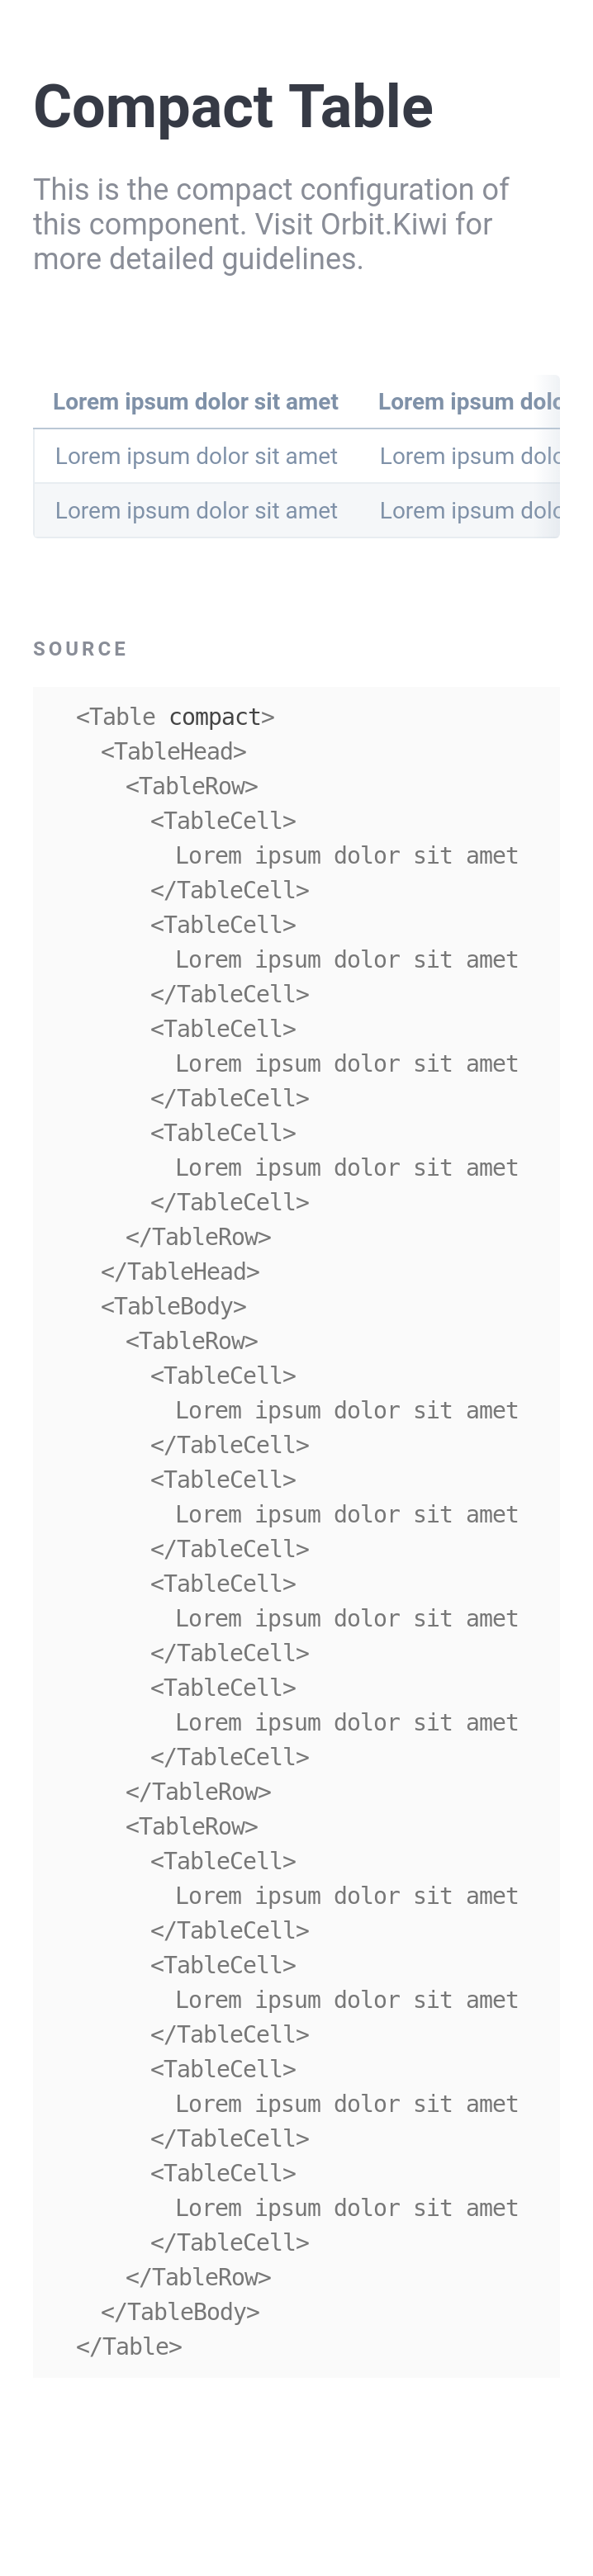 Compact Table
This is the compact configuration of
this component. Visit Orbit.Kiwi for
more detailed guidelines.
Lorem ipsum dolor sit amet Lorem ipsum
Lorem ipsum dolor sit amet Lorem ipsum
Lorem ipsum dolor sit amet Lorem ipsum
SOURCE
<Table compact>
  <TableHead>
    <TableRow>
      <TableCell>
        Lorem ipsum dolor sit amet
      </TableCell>
      <TableCell>
        Lorem ipsum dolor sit amet
      </TableCell>
      <TableCell>
        Lorem ipsum dolor sit amet
      </TableCell>
      <TableCell>
        Lorem ipsum dolor sit amet
      </TableCell>
    </TableRow>
  </TableHead>
  <TableBody>
    <TableRow>
      <TableCell>
        Lorem ipsum dolor sit amet
      </TableCell>
      <TableCell>
        Lorem ipsum dolor sit amet
      </TableCell>
      <TableCell>
        Lorem ipsum dolor sit amet
      </TableCell>
      <TableCell>
        Lorem ipsum dolor sit amet
      </TableCell>
    </TableRow>
    <TableRow>
      <TableCell>
        Lorem ipsum dolor sit amet
      </TableCell>
      <TableCell>
        Lorem ipsum dolor sit amet
      </TableCell>
      <TableCell>
        Lorem ipsum dolor sit amet
      </TableCell>
      <TableCell>
        Lorem ipsum dolor sit amet
      </TableCell>
    </TableRow>
  </TableBody>
</Table>